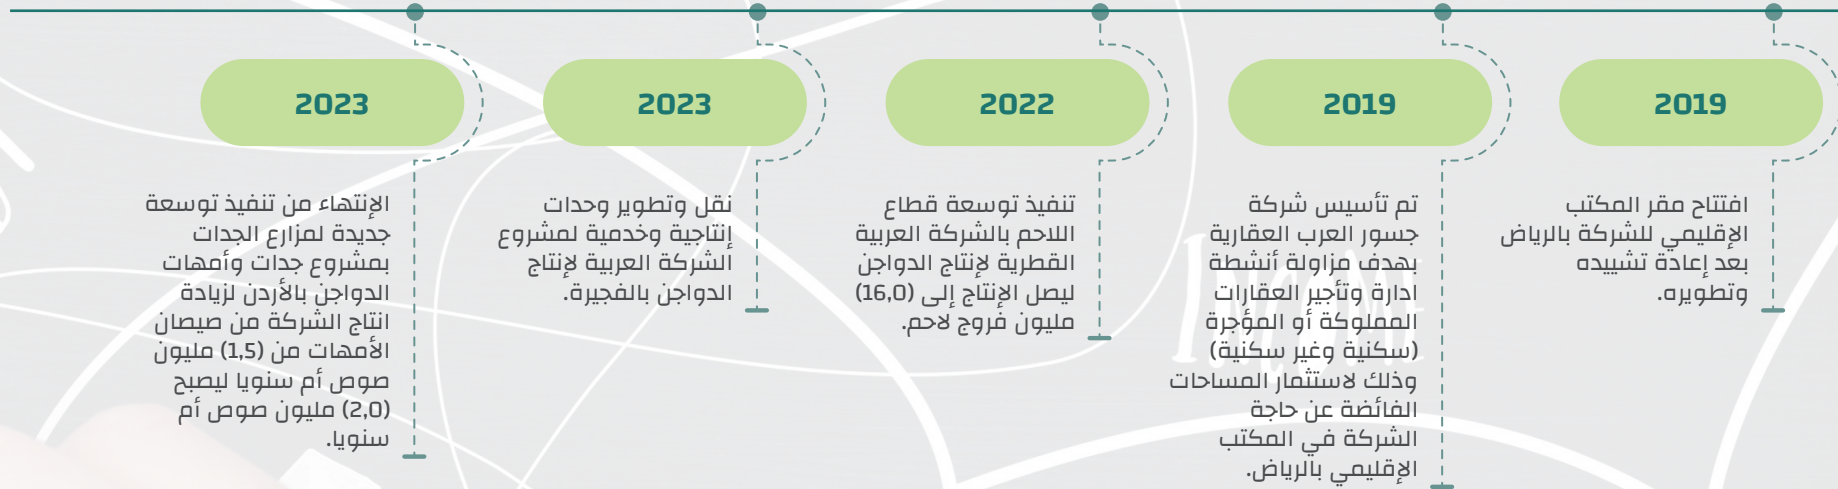 2019
افتتاح مقر المكتب
الإقليمي للشركة بالرياض
بعد إعادة تشييده
وتطويره.
2019
تم تأسيس شركة
جسور العرب العقارية
بهدف مزاولة أنشطة
ادارة وتأجير العقارات
المملوكة أو المؤجرة
(سكنية وغير سكنية)
وذلك لاستثمار المساحات
الفائضة عن حاجة
الشركة في المكتب
الإقليمي بالرياض.
2022
تنفيذ توسعة قطاع
اللاحم بالشركة العربية
القطرية لإنتاج الدواجن
ليصل الإنتاج إلى (16,0)
مليون فروج لاحم.
2023
نقل وتطوير وحدات
إنتاجية وخدمية لمشروع
الشركة العربية لإنتاج
الدواجن بالفجيرة.
2023
الإنتهاء من تنفيذ توسعة
جديدة لمزارع الجدات
بمشروع جدات وأمهات
الدواجن بالأردن لزيادة
انتاج الشركة من صيصان
الأمهات من (1,5) مليون
صوص أم سنويا ليصبح
(2,0) مليون صوص أم
سنويا.
INCOME